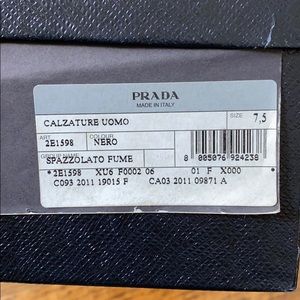 PRADA
MADE IN ITALY
CALZATURE UOMO
SIZE 7,5
ART COLOUR
2E1598 NERO
SPAZZOLATO FUME
8 005076 924238
*2E1598 XU6 F0002 06 01 F X000 *
C093 2011 19015 F CA03 2011 09871 A